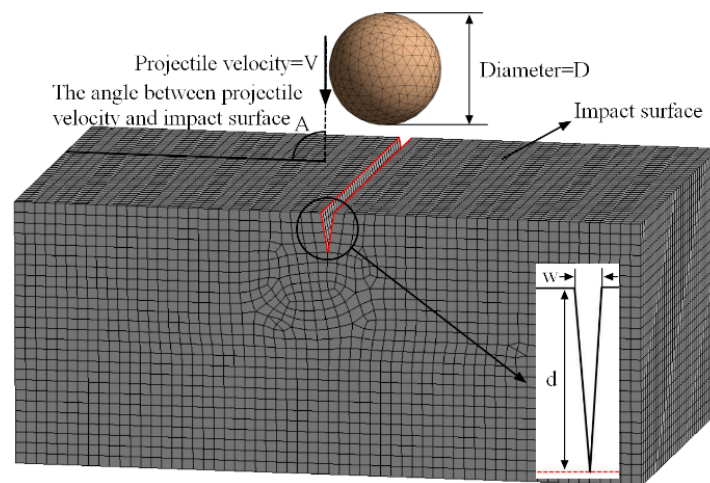 Projectile velocity=V
Diameter=D
The angle between projectile
velocity and impact surface
A
Impact surface
w
d